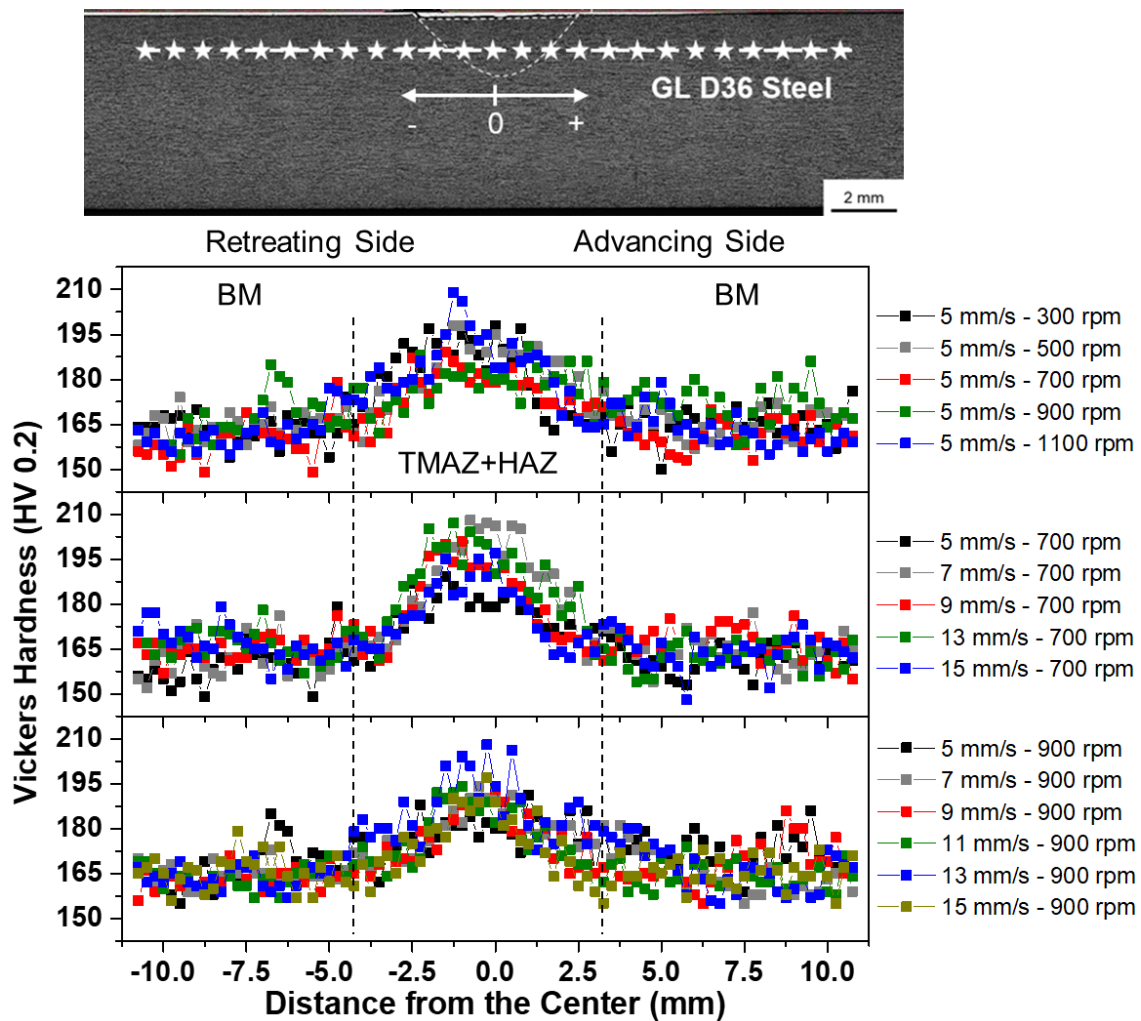 GL D36 Steel
- 0 +
2 mm
Retreating Side Advancing Side
BM BM
TMAZ+HAZ
210
195
180
165
150
5 mm/s - 300 rpm
5 mm/s - 500 rpm
5 mm/s - 700 rpm
5 mm/s - 900 rpm
5 mm/s - 1100 rpm
210
195
180
165
150
5 mm/s - 700 rpm
7 mm/s - 700 rpm
9 mm/s - 700 rpm
13 mm/s - 700 rpm
15 mm/s - 700 rpm
210
195
180
165
150
5 mm/s - 900 rpm
7 mm/s - 900 rpm
9 mm/s - 900 rpm
11 mm/s - 900 rpm
13 mm/s - 900 rpm
15 mm/s - 900 rpm
Vickers Hardness (HV 0.2)
-10.0 -7.5 -5.0 -2.5 0.0 2.5 5.0 7.5 10.0
Distance from the Center (mm)